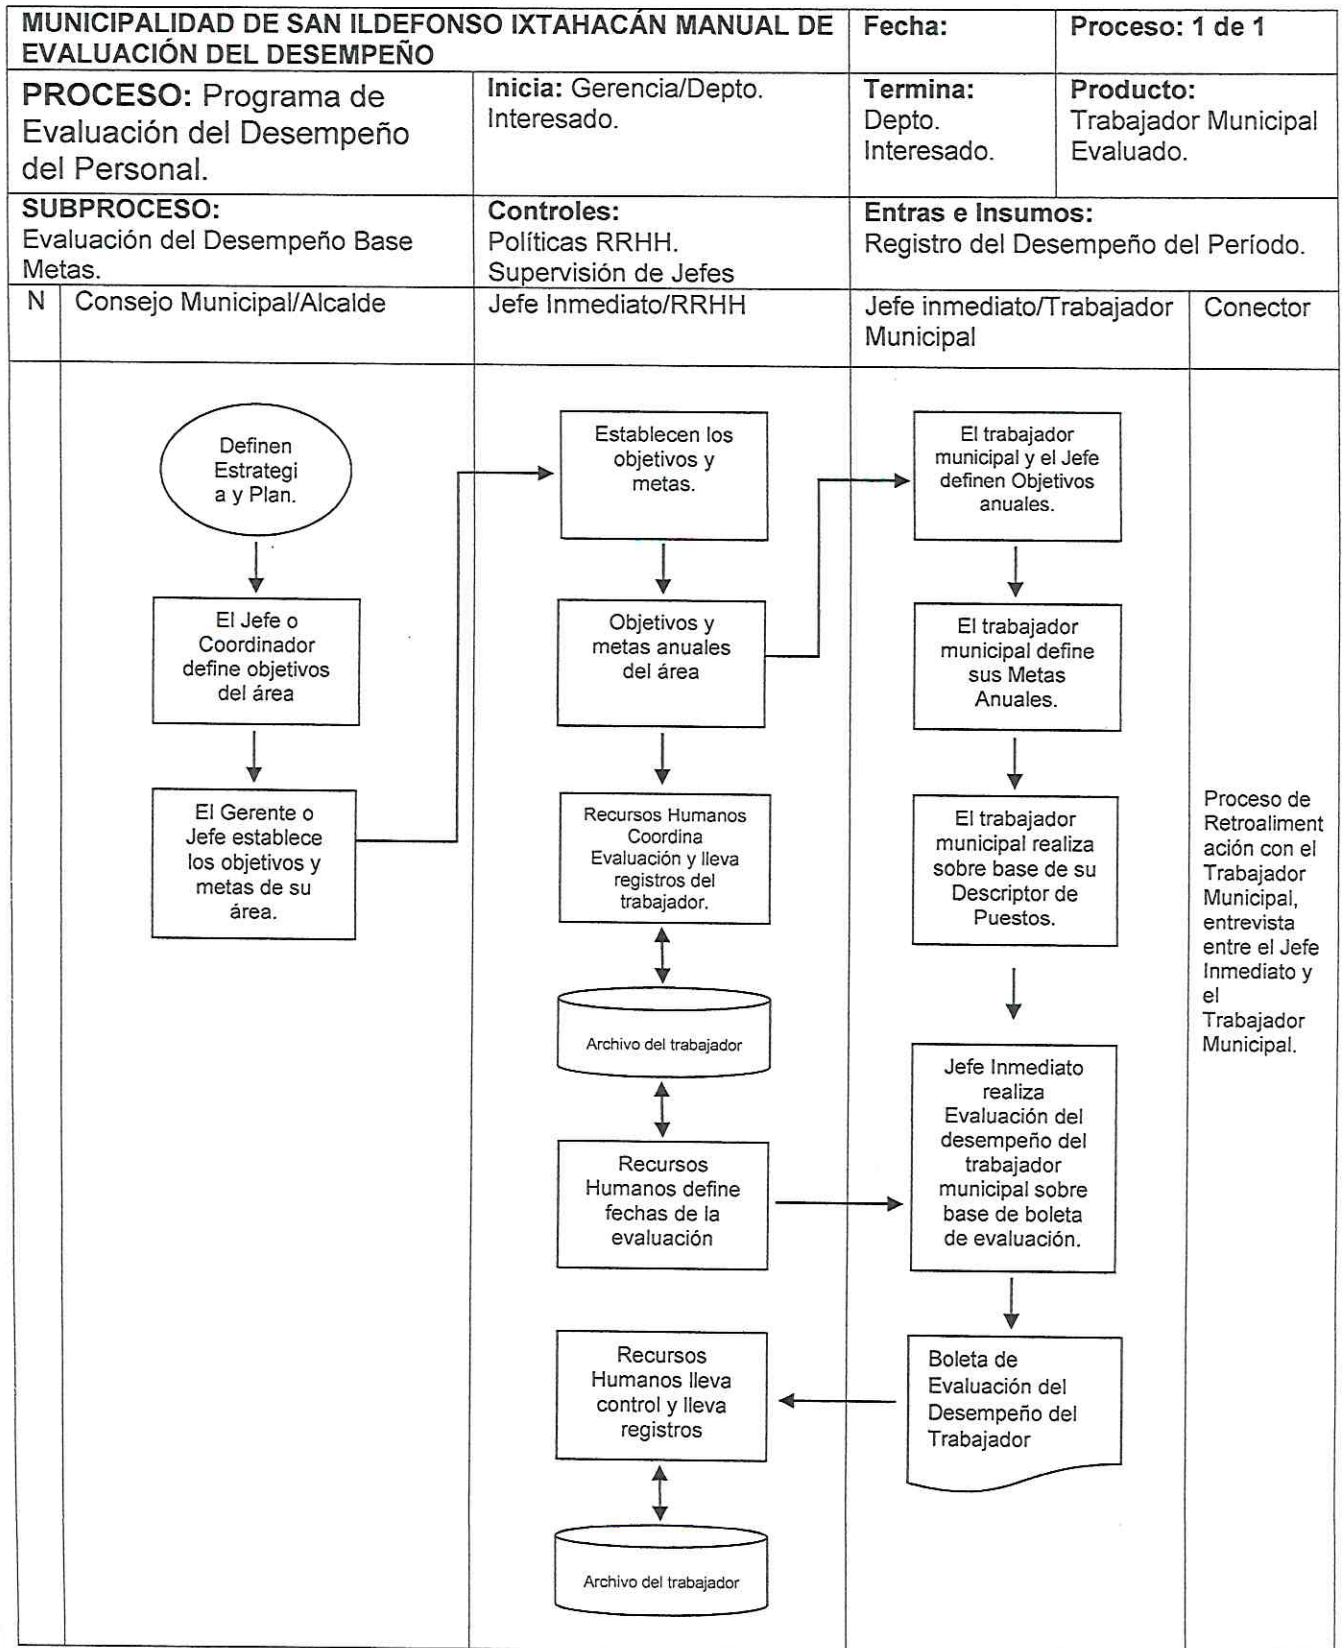 MUNICIPALIDAD DE SAN ILDEFONSO IXTAHACÁN MANUAL DE
EVALUACIÓN DEL DESEMPEÑO
Fecha:
Proceso: 1 de 1
PROCESO: Programa de
Evaluación del Desempeño
del Personal.
Inicia: Gerencia/Depto.
Interesado.
Termina:
Depto.
Interesado.
Producto:
Trabajador Municipal
Evaluado.
SUBPROCESO:
Evaluación del Desempeño Base
Metas.
Controles:
Políticas RRHH.
Supervisión de Jefes
Entras e Insumos:
Registro del Desempeño del Período.
N
Consejo Municipal/Alcalde
Jefe Inmediato/RRHH
Jefe inmediato/Trabajador
Municipal
Conector
Definen
Estrategi
a y Plan.
El Jefe o
Coordinador
define objetivos
del área
El Gerente o
Jefe establece
los objetivos y
metas de su
área.
Establecen los
objetivos y
metas.
Objetivos y
metas anuales
del área
Recursos Humanos
Coordina
Evaluación y lleva
registros del
trabajador.
Archivo del trabajador
Recursos
Humanos define
fechas de la
evaluación
Recursos
Humanos lleva
control y lleva
registros
Archivo del trabajador
El trabajador
municipal y el Jefe
definen Objetivos
anuales.
El trabajador
municipal define
sus Metas
Anuales.
El trabajador
municipal realiza
sobre base de su
Descriptor de
Puestos.
Jefe Inmediato
realiza
Evaluación del
desempeño del
trabajador
municipal sobre
base de boleta
de evaluación.
Boleta de
Evaluación del
Desempeño del
Trabajador
Proceso de
Retroaliment
ación con el
Trabajador
Municipal,
entrevista
entre el Jefe
Inmediato y
el
Trabajador
Municipal.